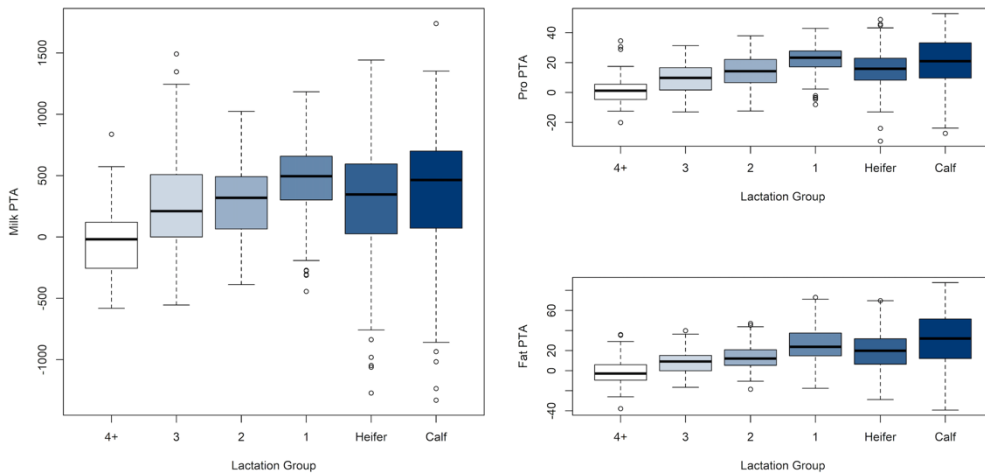 Milk PTA
1500
1000
500
0
-500
-1000
4+ 3 2 1 Heifer Calf
Lactation Group
Pro PTA
40
20
0
-20
4+ 3 2 1 Heifer Calf
Lactation Group
Fat PTA
60
20
0
-40
4+ 3 2 1 Heifer Calf
Lactation Group